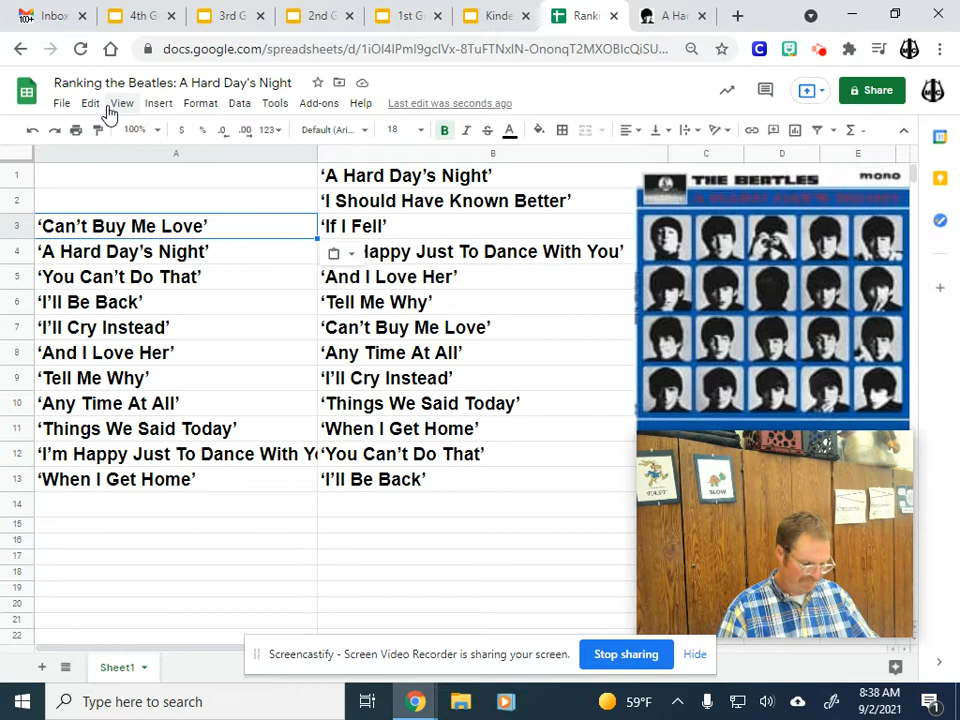 Inbox
4th G
3rd G
2nd G
1st G
Kinde
Ranki
A Har
docs.google.com/spreadsheets/d/1iOl4IPmI9gcIVx-8TuFTNxIN-OnonqT2MXOBlcQiSU...
Ranking the Beatles: A Hard Day's Night
File Edit View Insert Format Data Tools Add-ons Help Last edit was seconds ago
Share
100% $ % .0 .00 123 Default (Ari... 18 B I S A
A B C D E
1 ‘A Hard Day’s Night’
2 ‘I Should Have Known Better’
3 ‘Can’t Buy Me Love’ ‘If I Fell’
4 ‘A Hard Day’s Night’ Happy Just To Dance With You’
5 ‘You Can’t Do That’ ‘And I Love Her’
6 ‘I’ll Be Back’ ‘Tell Me Why’
7 ‘I’ll Cry Instead’ ‘Can’t Buy Me Love’
8 ‘And I Love Her’ ‘Any Time At All’
9 ‘Tell Me Why’ ‘I’ll Cry Instead’
10 ‘Any Time At All’ ‘Things We Said Today’
11 ‘Things We Said Today’ ‘When I Get Home’
12 ‘I’m Happy Just To Dance With Yo ‘You Can’t Do That’
13 ‘When I Get Home’ ‘I’ll Be Back’
14
15
16
17
18
19
20
21
22
THE BEATLES mono
FAST
SLOW
Screencastify - Screen Video Recorder is sharing your screen. Stop sharing Hide
Sheet1
Type here to search
59°F
8:38 AM
9/2/2021